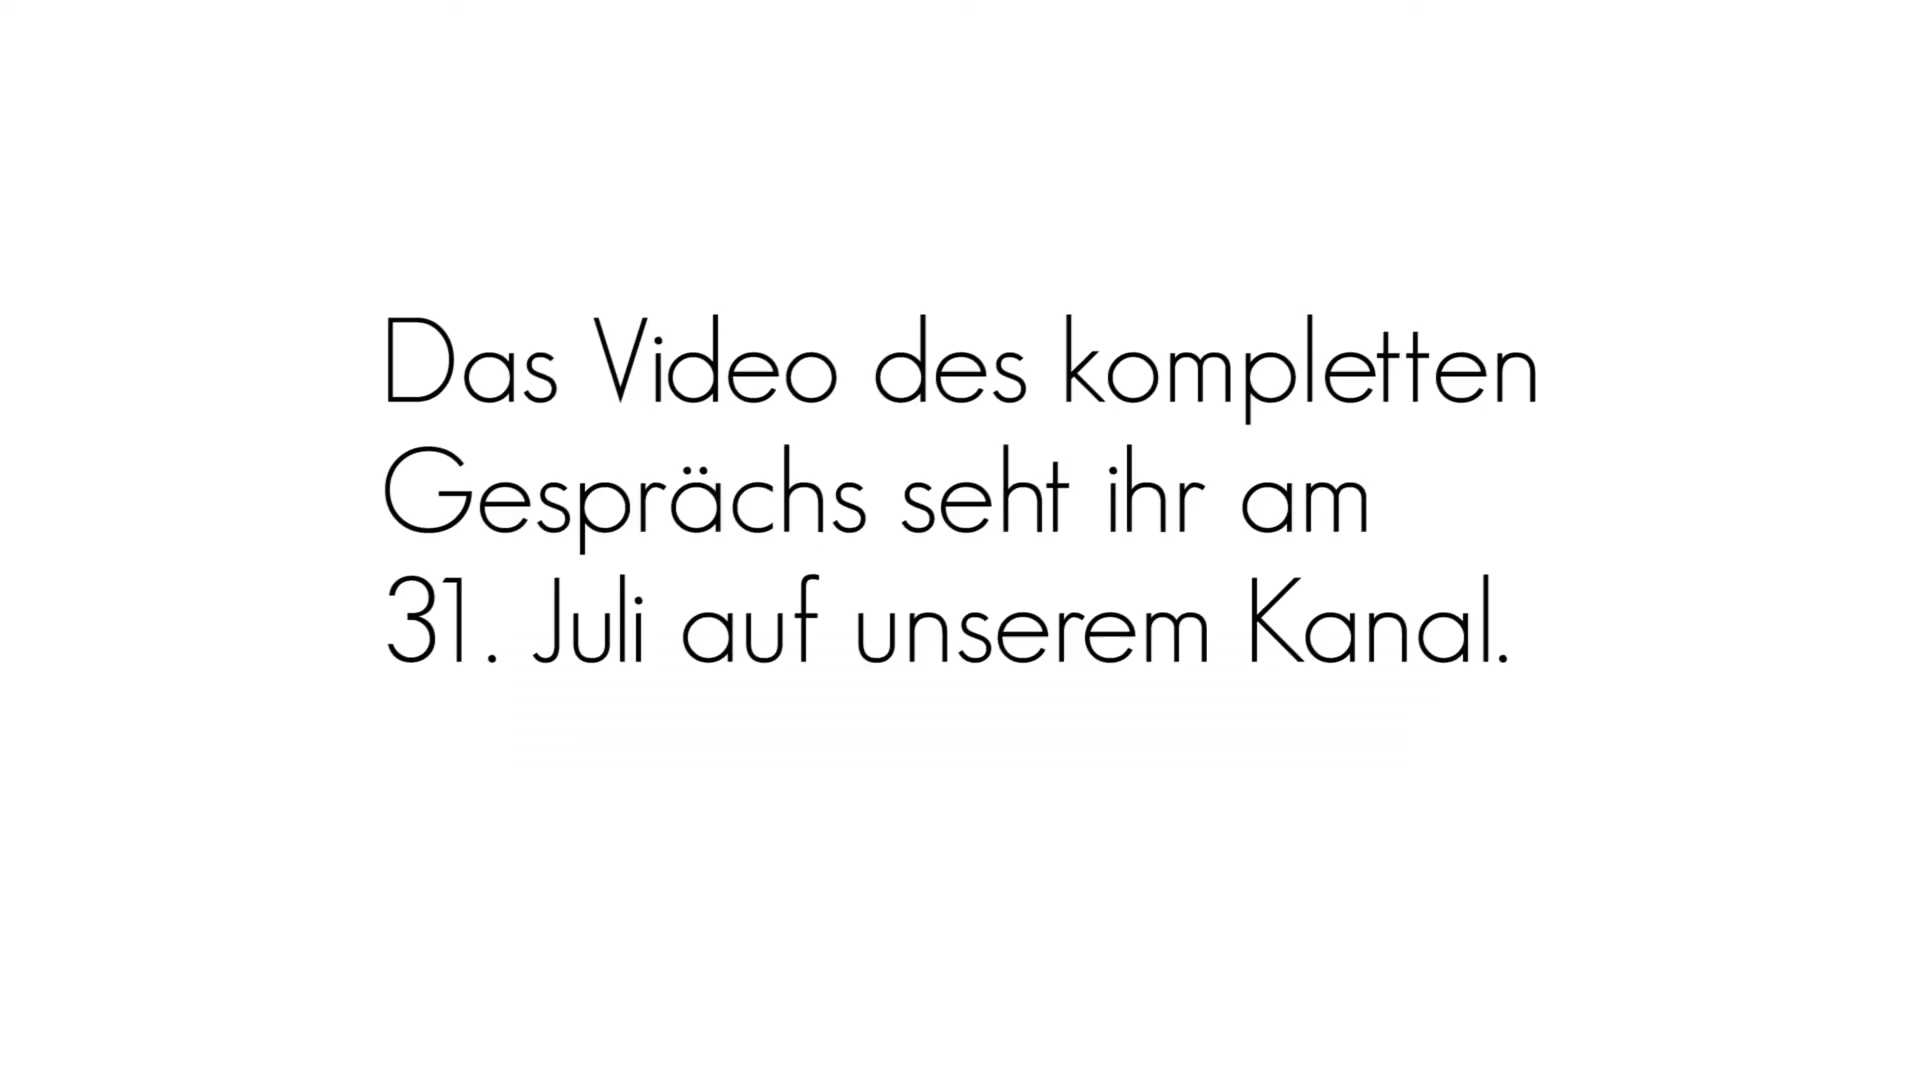 Das Video des kompletten
Gesprächs seht ihr am
31. Juli auf unserem Kanal.